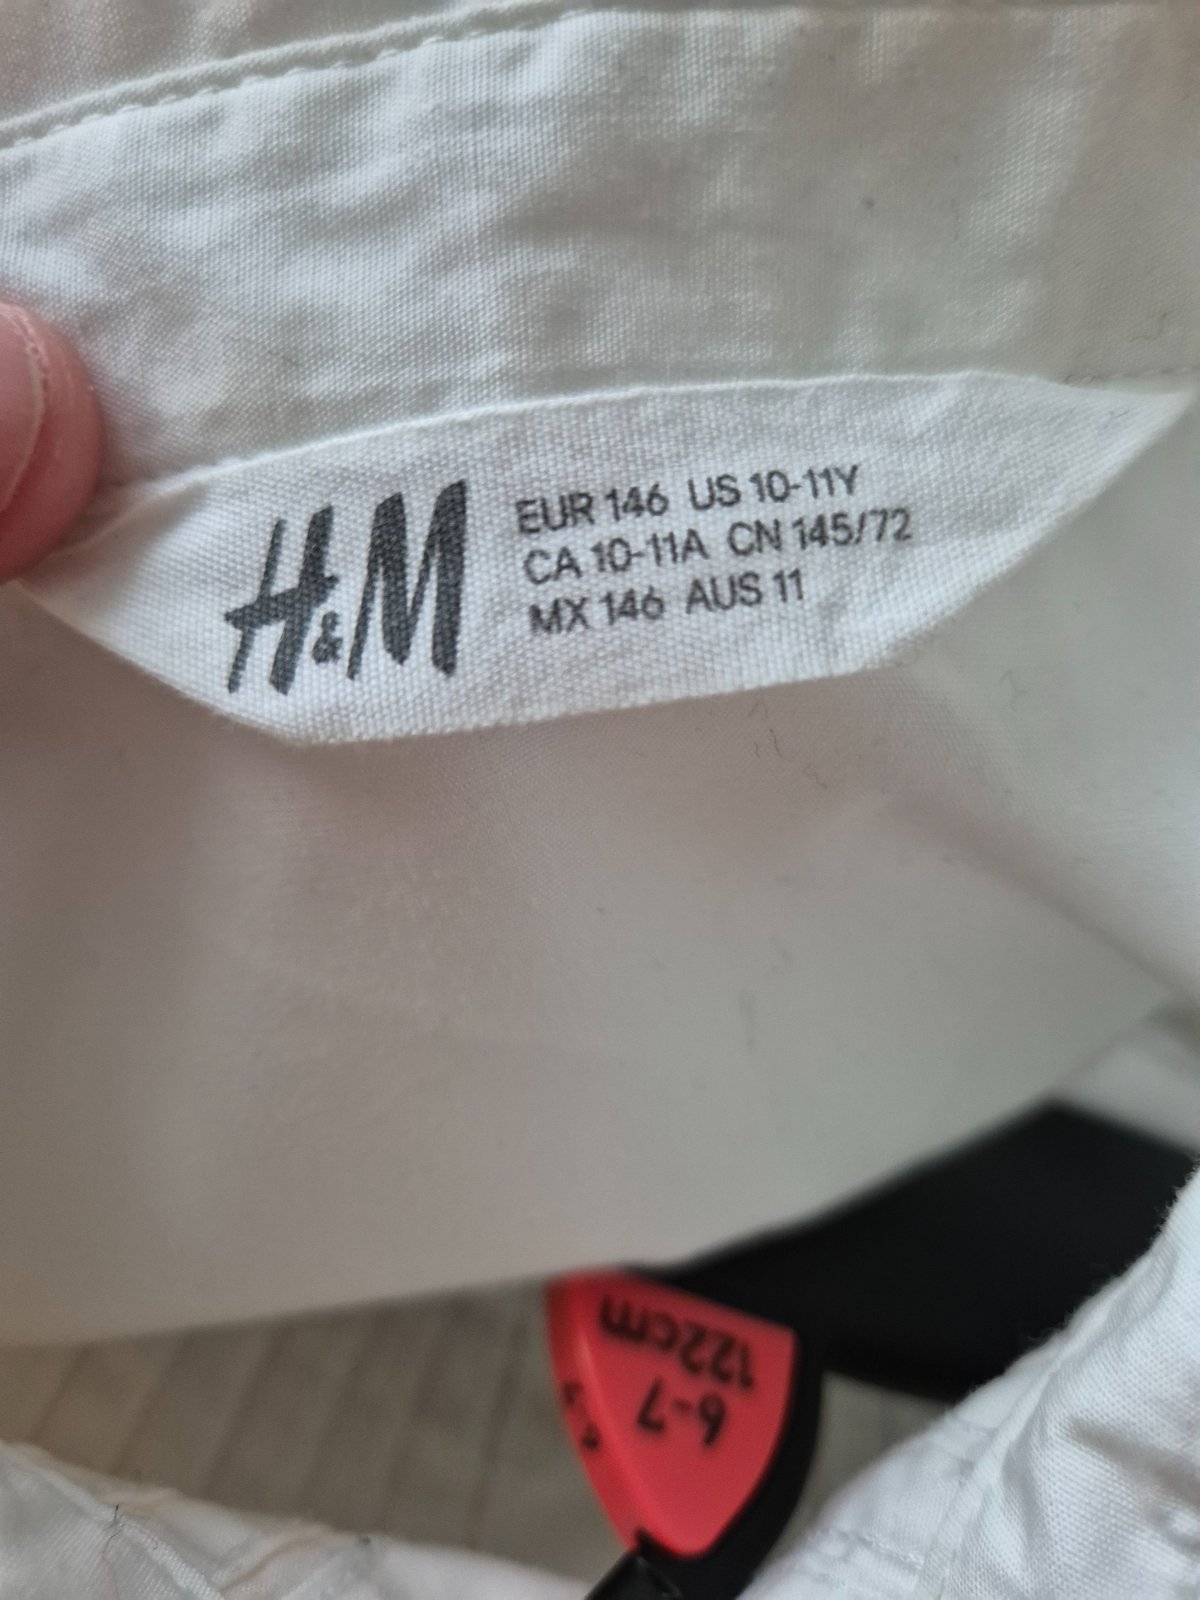 H&M
EUR 146 US 10-11Y
CA 10-11A CN 145/72
MX 146 AUS 11
6-7
122cm